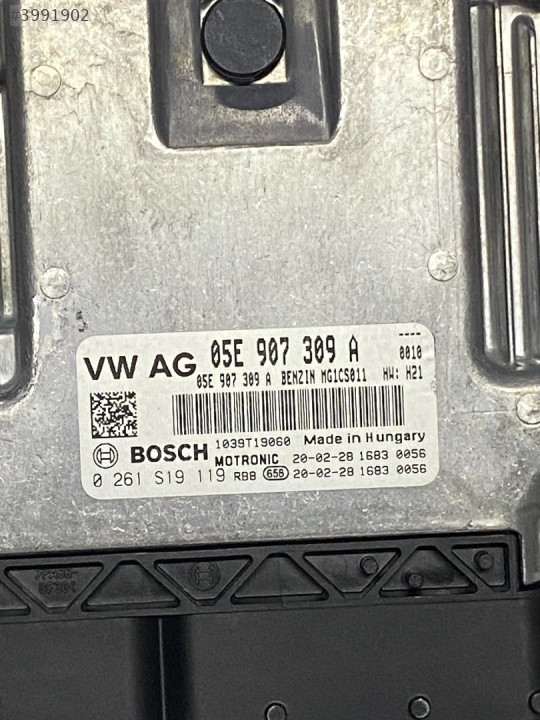 #3991902
VW AG 05E 907 309 A ----
0010
05E 907 309 A BENZIN MG1CS011 HW: H21
BOSCH 1039T19060 Made in Hungary
MOTRONIC 20-02-28 1683 0056
0 261 S19 119 RBB 656 20-02-28 1683 0056